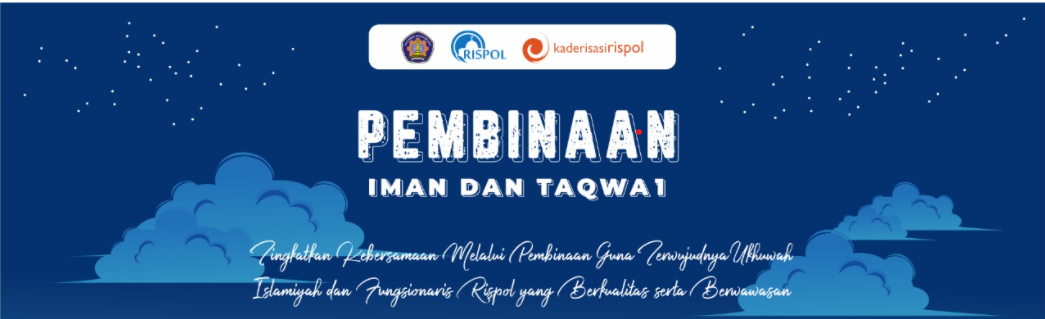 RISPOL kaderisasirispol
PEMBINAAN
IMAN DAN TAQWA 1
Tingkatkan Kebersamaan Melalui Pembinaan Guna Terwujudnya Ukhuwah
Islamiyah dan Fungsionaris Rispol yang Berkualitas serta Berwawasan